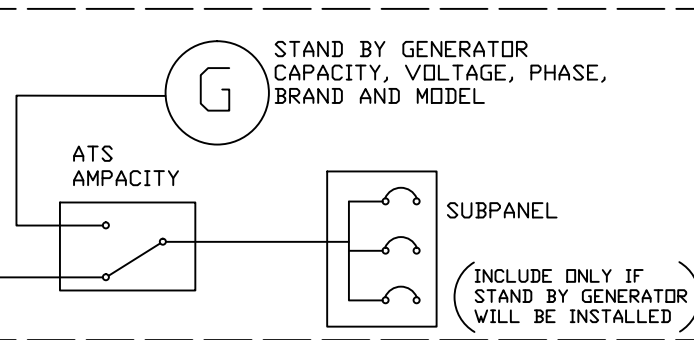 STAND BY GENERATOR
CAPACITY, VOLTAGE, PHASE,
BRAND AND MODEL
G
ATS
AMPACITY
SUBPANEL
(INCLUDE ONLY IF
STAND BY GENERATOR
WILL BE INSTALLED)